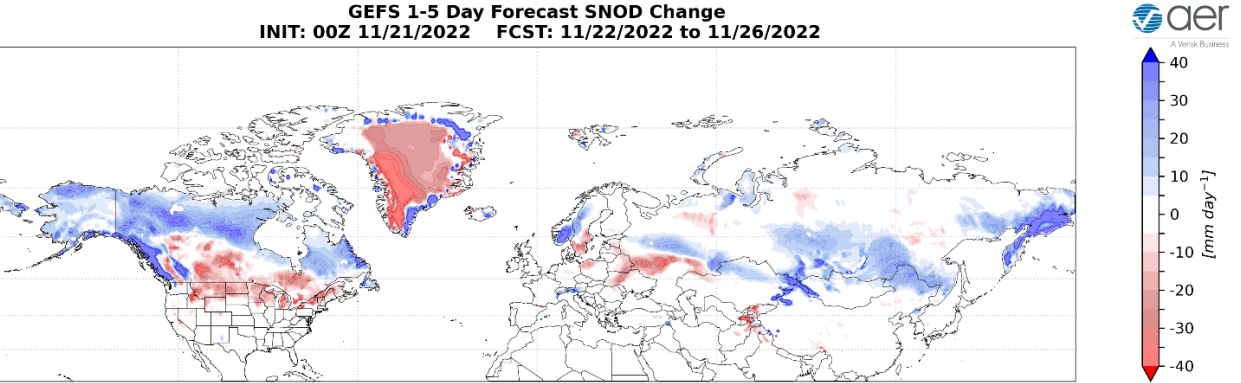 GEFS 1-5 Day Forecast SNOD Change
INIT: 00Z 11/21/2022 FCST: 11/22/2022 to 11/26/2022
aer
A Verisk Business
40
30
20
10
0
-10
-20
-30
-40
[mm day⁻¹]